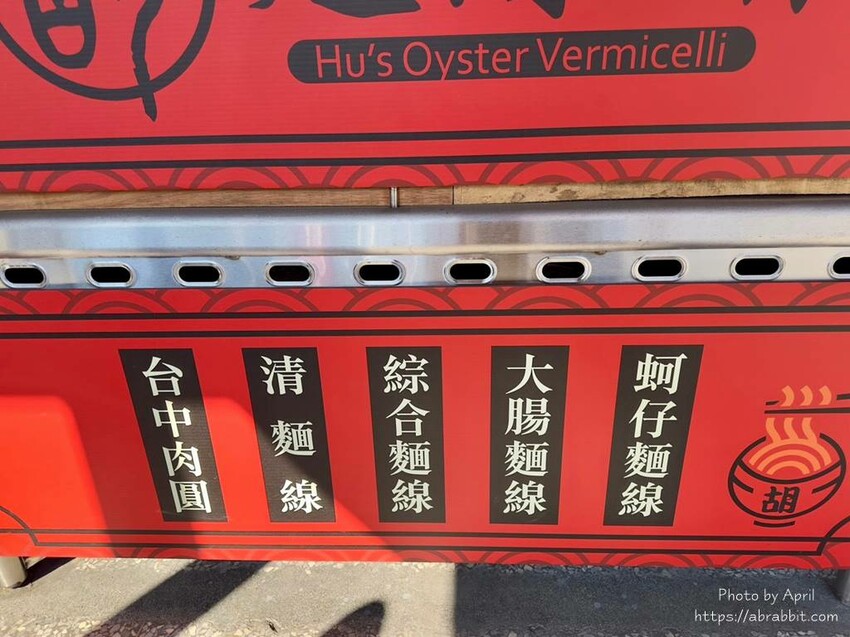 Hu's Oyster Vermicelli
蚵仔麵線
大腸麵線
綜合麵線
清麵線
台中肉圓
胡
Photo by April
https://abrabbit.com